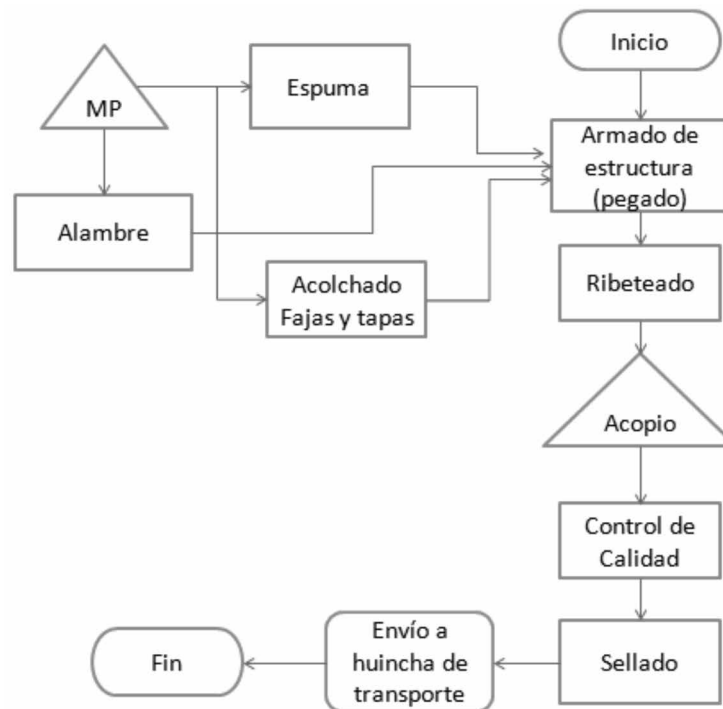 Inicio
MP
Espuma
Armado de
estructura
(pegado)
Alambre
Acolchado
Fajas y tapas
Ribeteado
Acopio
Control de
Calidad
Sellado
Envío a
huincha de
transporte
Fin